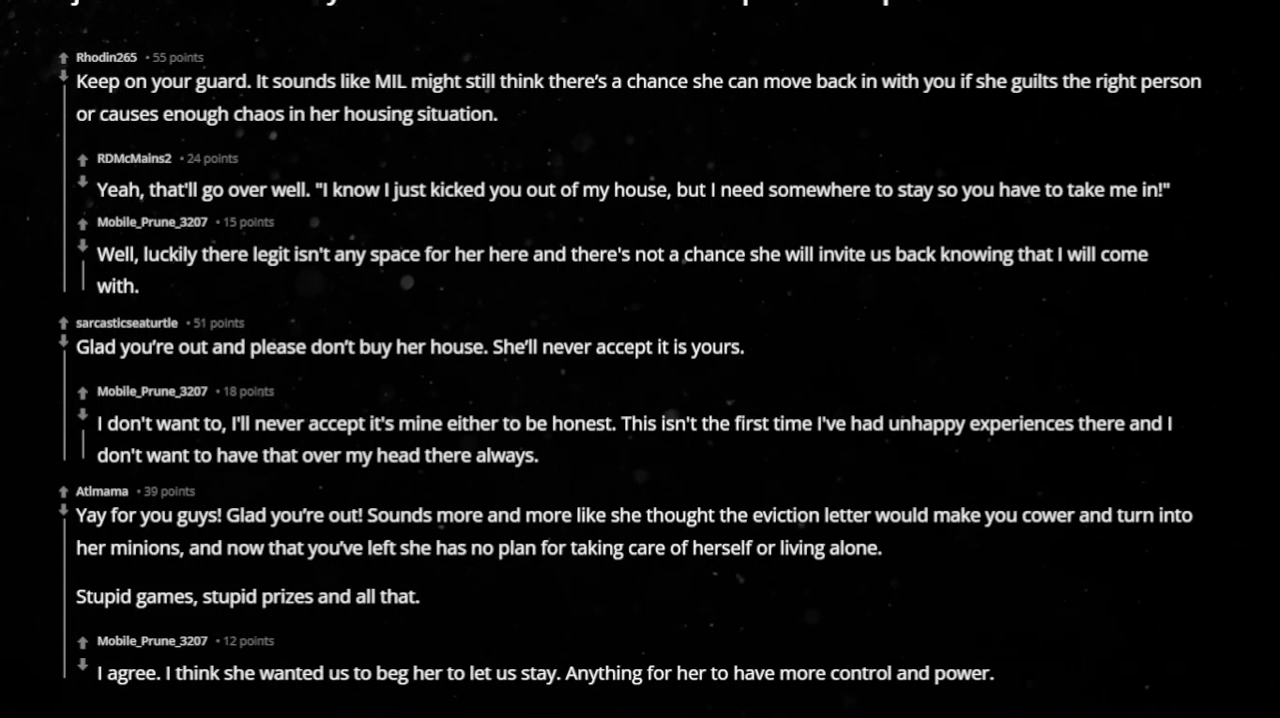 Rhodin265 • 55 points
Keep on your guard. It sounds like MIL might still think there's a chance she can move back in with you if she guilts the right person
or causes enough chaos in her housing situation.
RDMcMains2 • 24 points
Yeah, that'll go over well. "I know I just kicked you out of my house, but I need somewhere to stay so you have to take me in!"
Mobile_Prune_3207 • 15 points
Well, luckily there legit isn't any space for her here and there's not a chance she will invite us back knowing that I will come
with.
sarcasticseaturtle • 51 points
Glad you're out and please don't buy her house. She'll never accept it is yours.
Mobile_Prune_3207 • 18 points
I don't want to, I'll never accept it's mine either to be honest. This isn't the first time I've had unhappy experiences there and I
don't want to have that over my head there always.
Atlmama • 39 points
Yay for you guys! Glad you're out! Sounds more and more like she thought the eviction letter would make you cower and turn into
her minions, and now that you've left she has no plan for taking care of herself or living alone.
Stupid games, stupid prizes and all that.
Mobile_Prune_3207 • 12 points
I agree. I think she wanted us to beg her to let us stay. Anything for her to have more control and power.